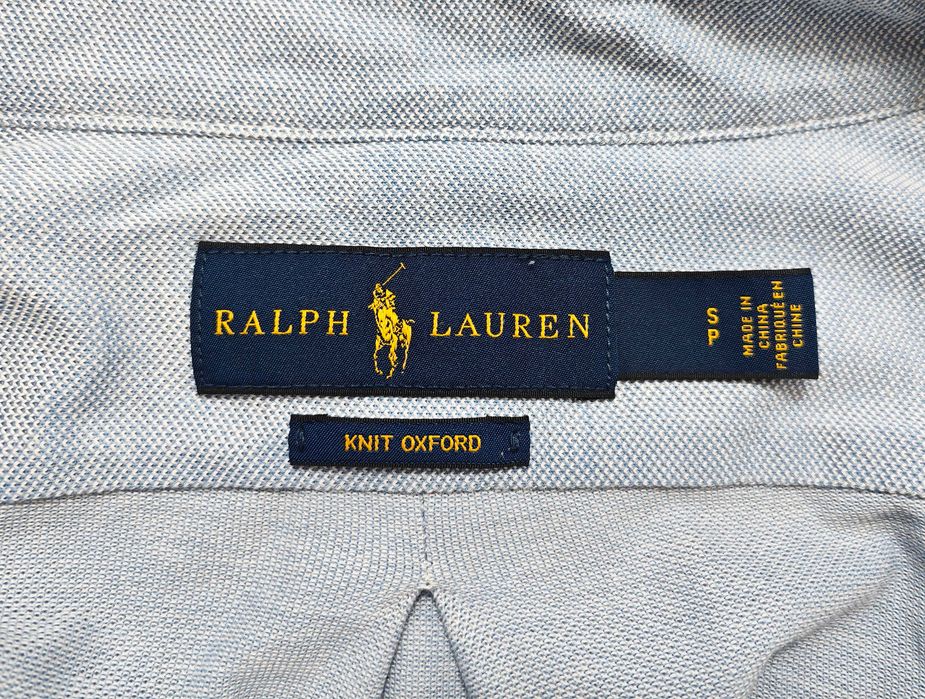 RALPH LAUREN
S
P
MADE IN
CHINA
FABRIQUÉ EN
CHINE
KNIT OXFORD